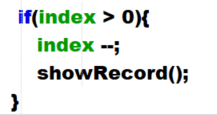 if(index > 0){
index --;
showRecord();
}